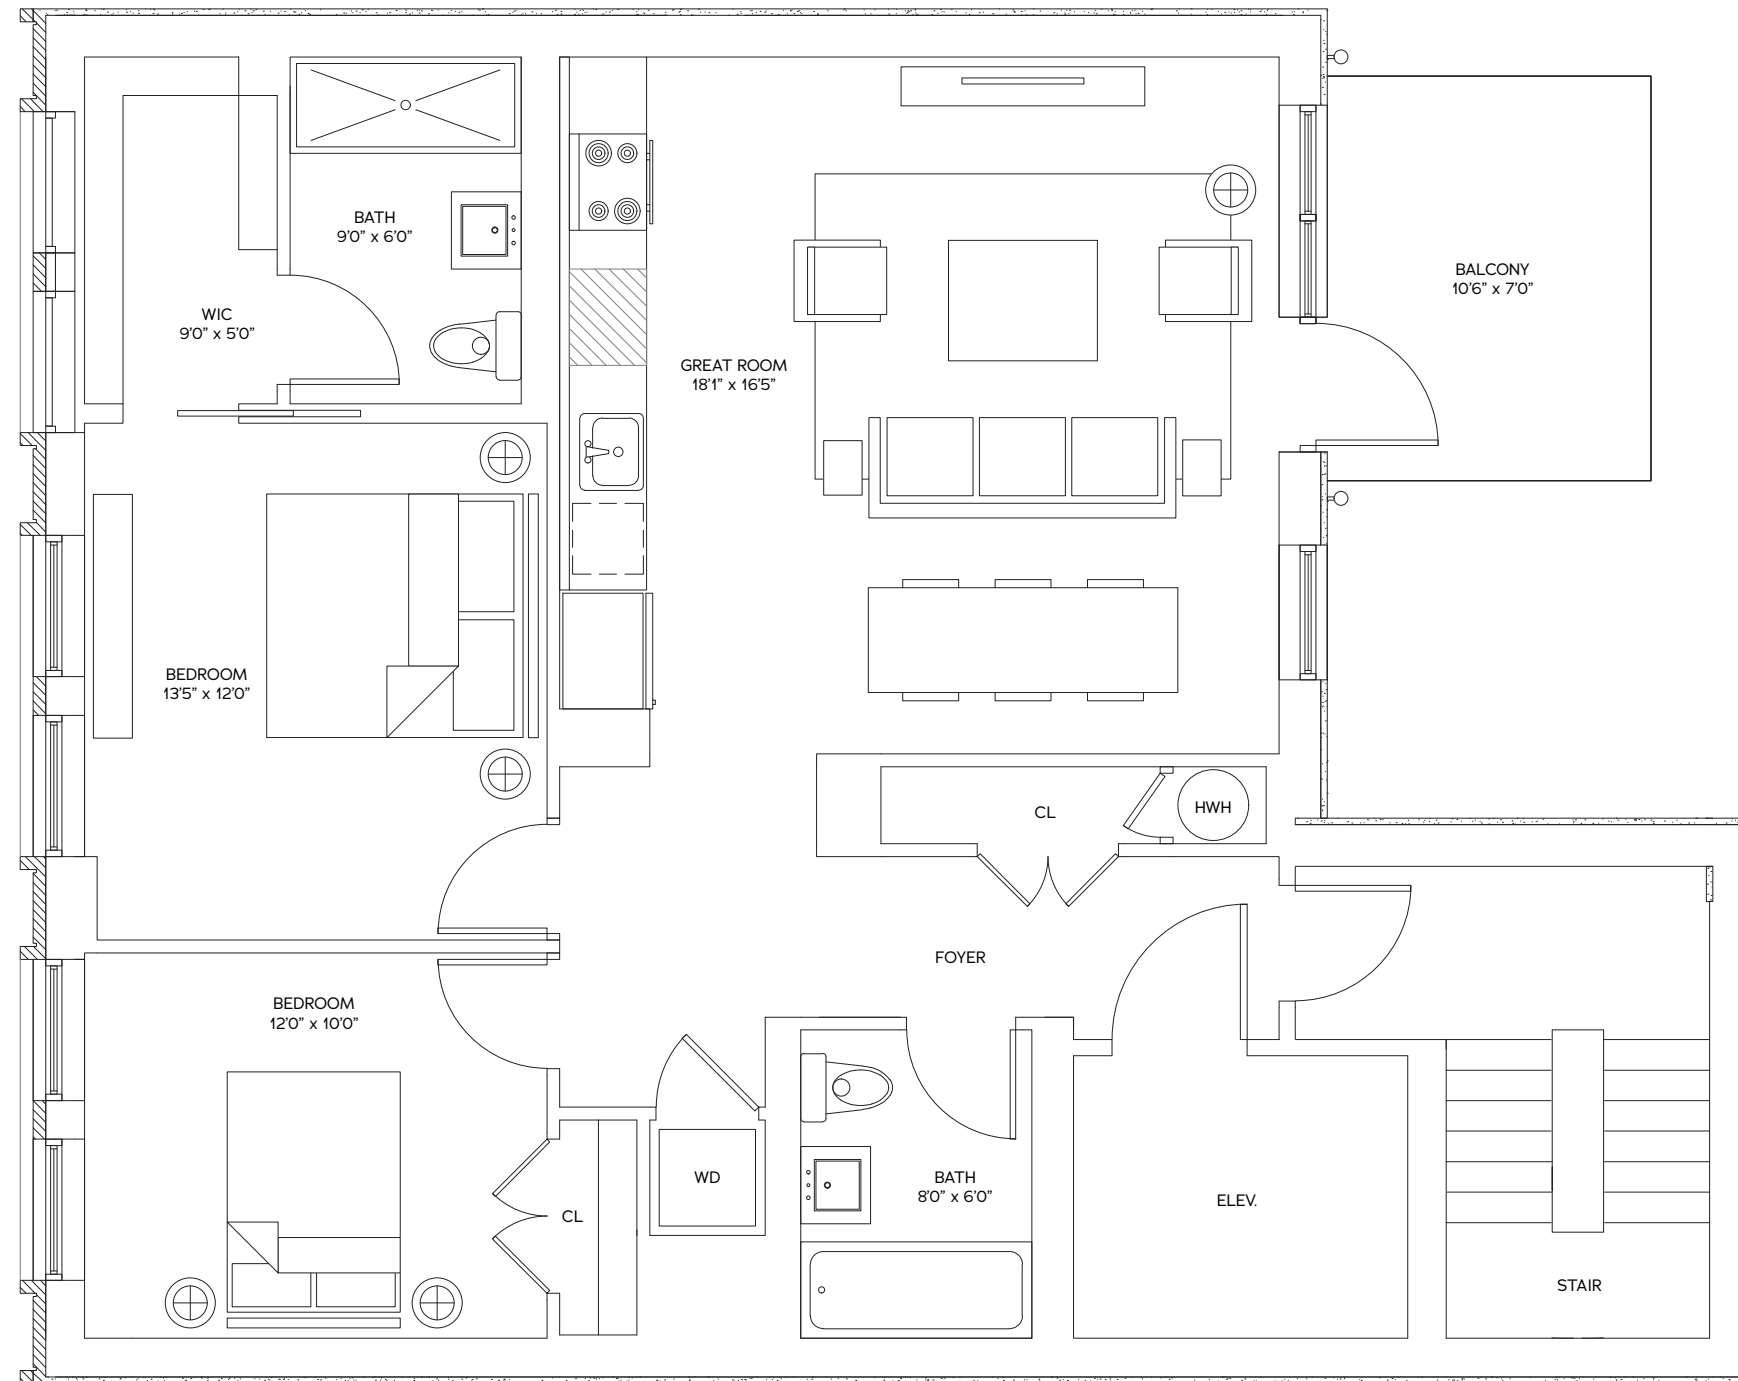 BATH
9'0" x 6'0"
WIC
9'0" x 5'0"
GREAT ROOM
18'1" x 16'5"
BALCONY
10'6" x 7'0"
BEDROOM
13'5" x 12'0"
CL
HWH
FOYER
BEDROOM
12'0" x 10'0"
WD
BATH
8'0" x 6'0"
CL
ELEV.
STAIR